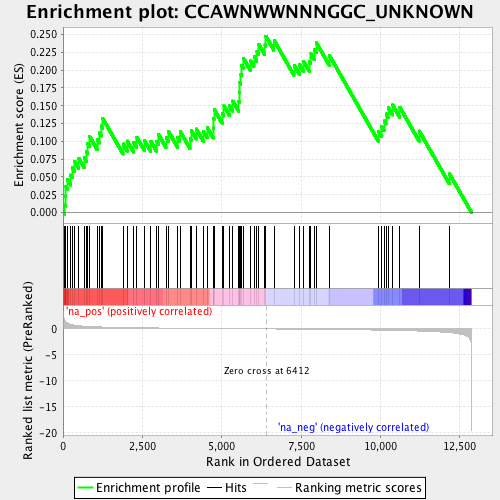 Enrichment plot: CCAWNWWNNNGGC_UNKNOWN
Enrichment score (ES)
0.250
0.225
0.200
0.175
0.150
0.125
0.100
0.075
0.050
0.025
0.000
'na_pos' (positively correlated)
Ranked list metric (PreRanked)
0
-5
-10
-15
-20
Zero cross at 6412
'na_neg' (negatively correlated)
0
2,500
5,000
7,500
10,000
12,500
Rank in Ordered Dataset
Enrichment profile
Hits
Ranking metric scores